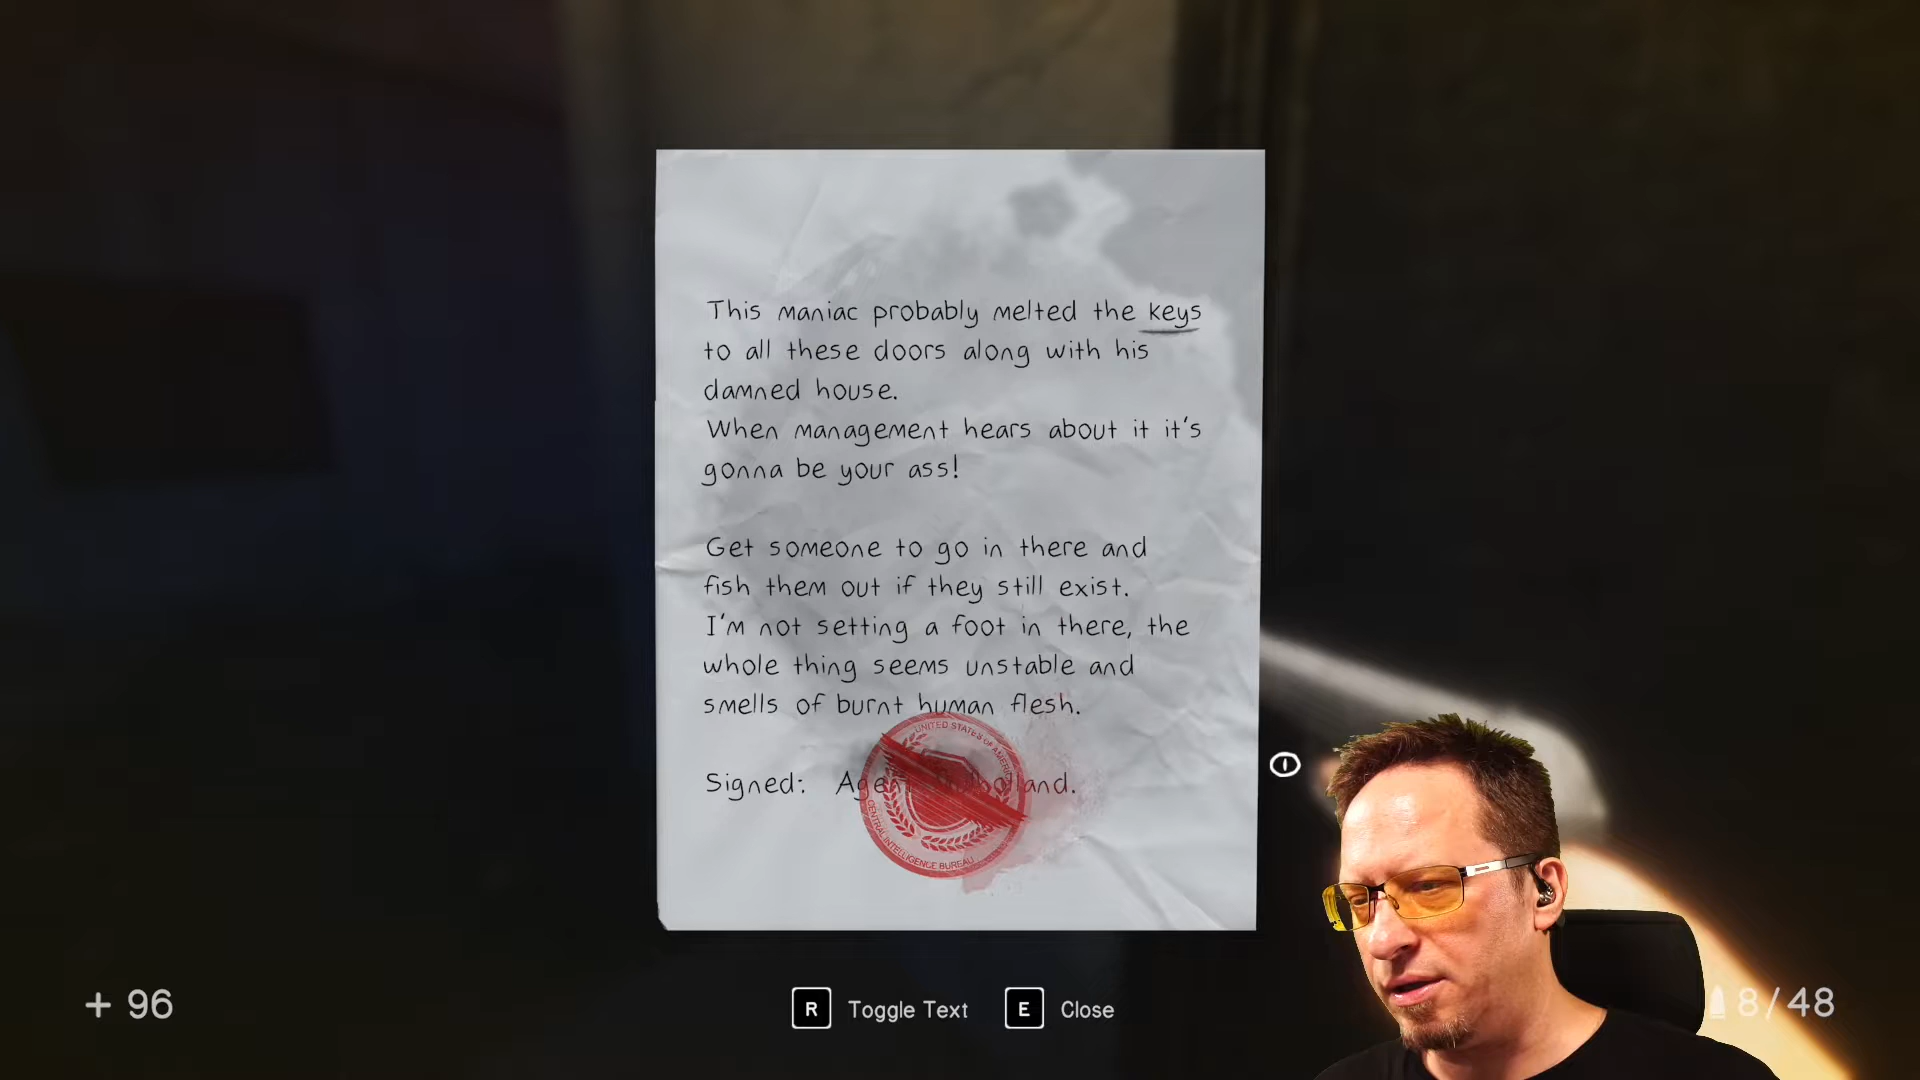 This maniac probably melted the keys
to all these doors along with his
damned house.
When management hears about it it's
gonna be your ass!
Get someone to go in there and
fish them out if they still exist.
I'm not setting a foot in there, the
whole thing seems unstable and
smells of burnt human flesh.
UNITED STATES OF AMERICA
Signed:
CENTRAL INTELLIGENCE BUREAU
+ 96
R Toggle Text E Close
8/48